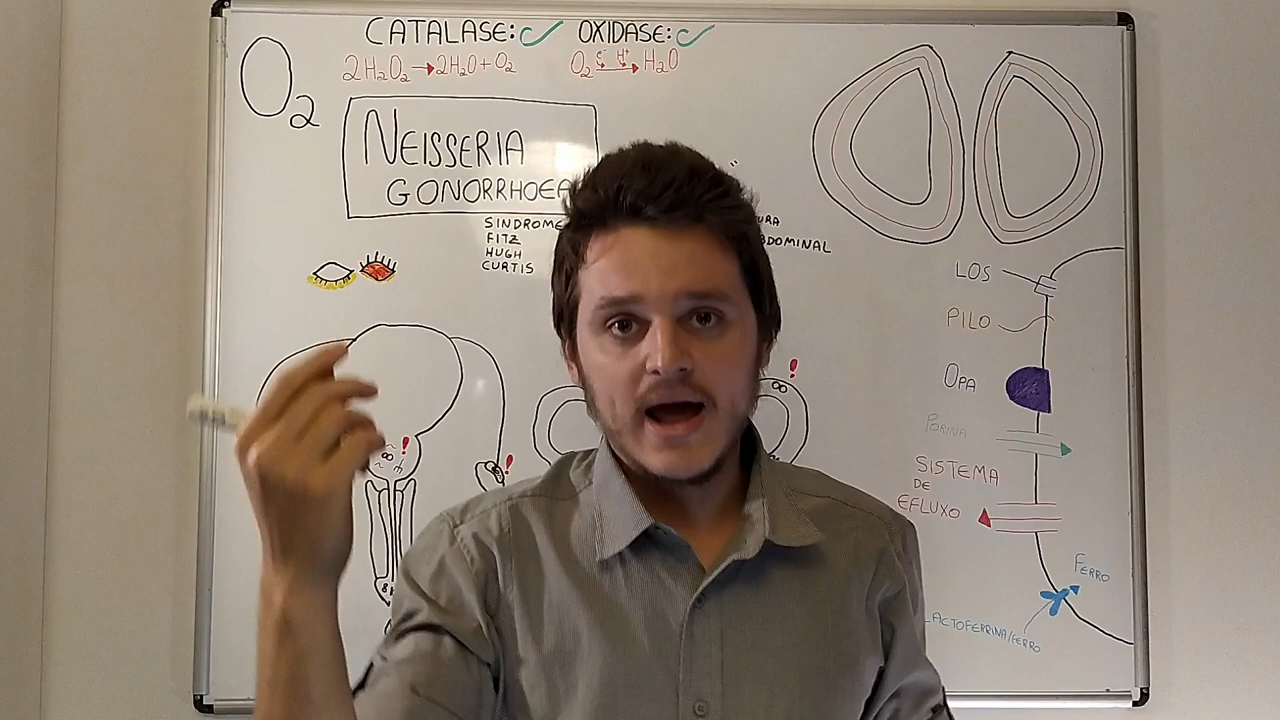 CATALASE: OXIDASE:
2H₂O₂→2H₂O+O₂
O₂ → H₂O
e⁻ H⁺
O₂
NEISSERIA
GONORRHOEA
SINDROME
FITZ
HUGH
CURTIS
URA
BDOMINAL
LOS
PILO
OPA
PORINA
SISTEMA
DE
EFLUXO
FERRO
LACTOFERRINA/FERRO